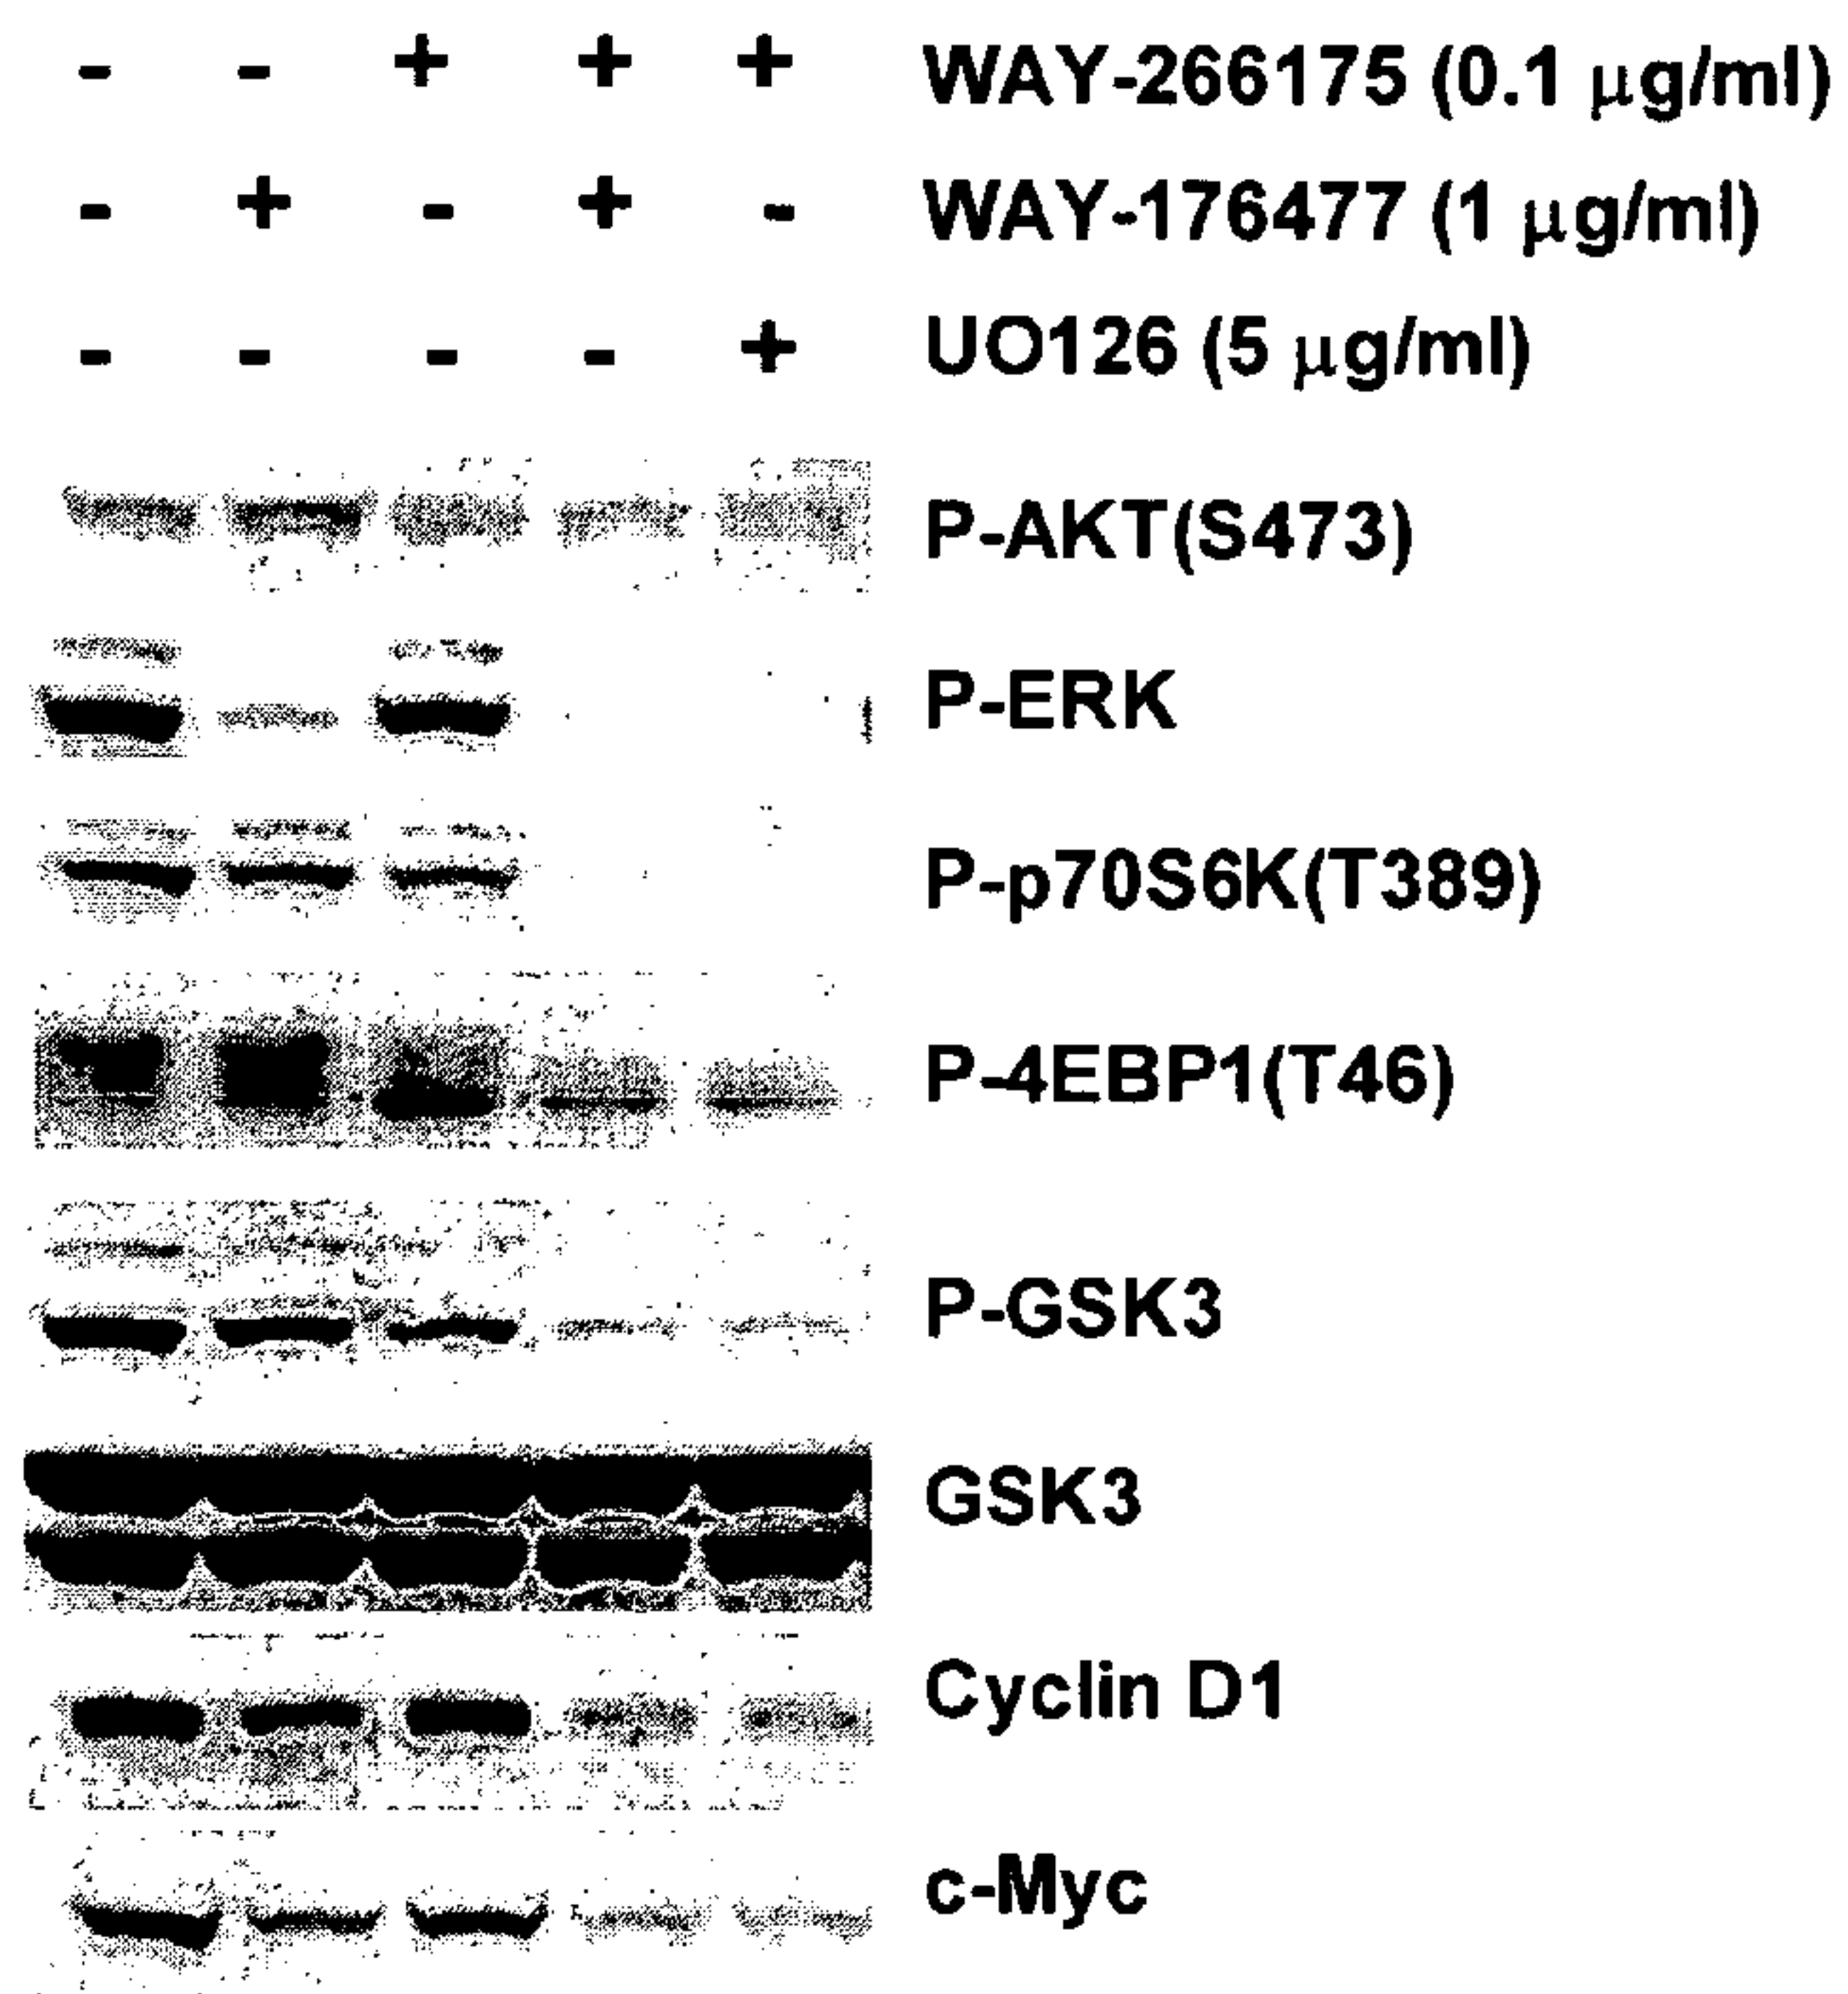 - - + + + WAY-266175 (0.1 µg/ml)
- + - + - WAY-176477 (1 µg/ml)
- - - - + UO126 (5 µg/ml)
P-AKT(S473)
P-ERK
P-p70S6K(T389)
P-4EBP1(T46)
P-GSK3
GSK3
Cyclin D1
c-Myc